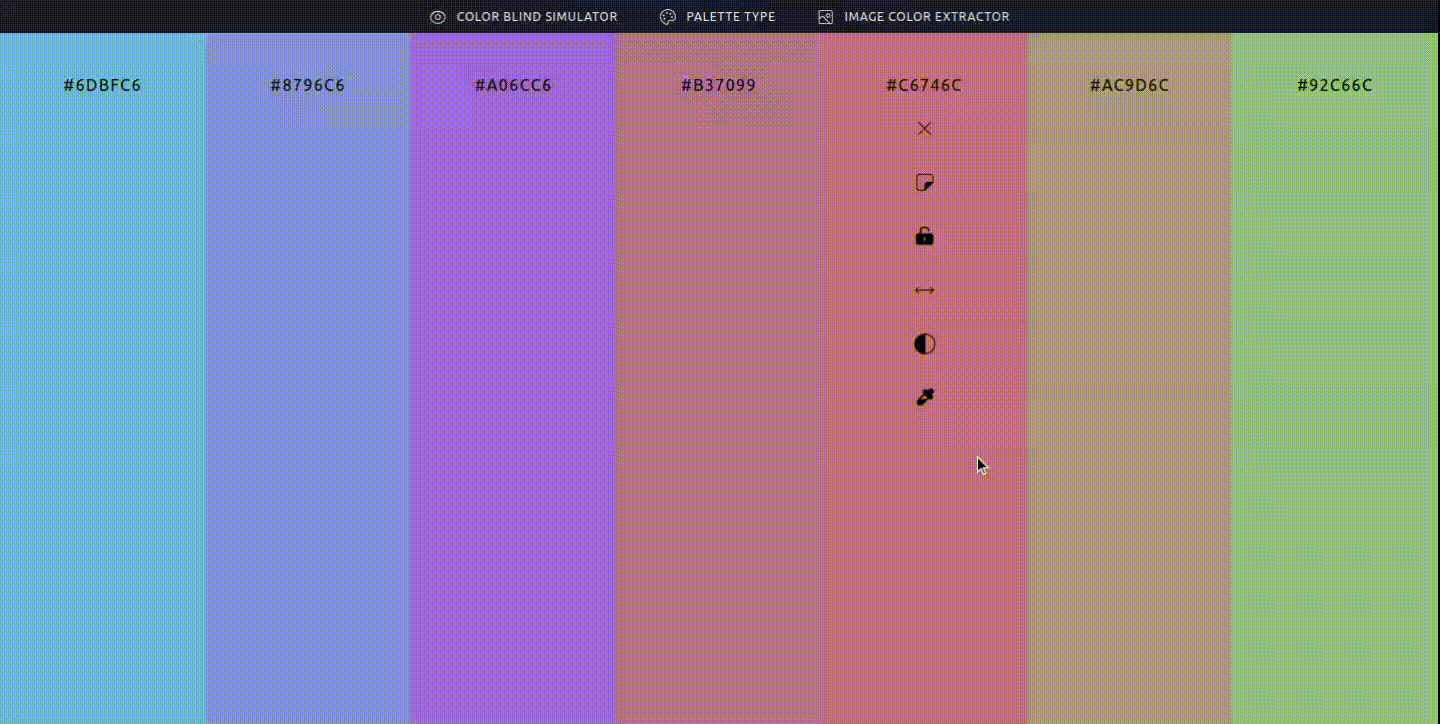 COLOR BLIND SIMULATOR PALETTE TYPE IMAGE COLOR EXTRACTOR
#6DBFC6 #8796C6 #A06CC6 #B37099 #C6746C #AC9D6C #92C66C